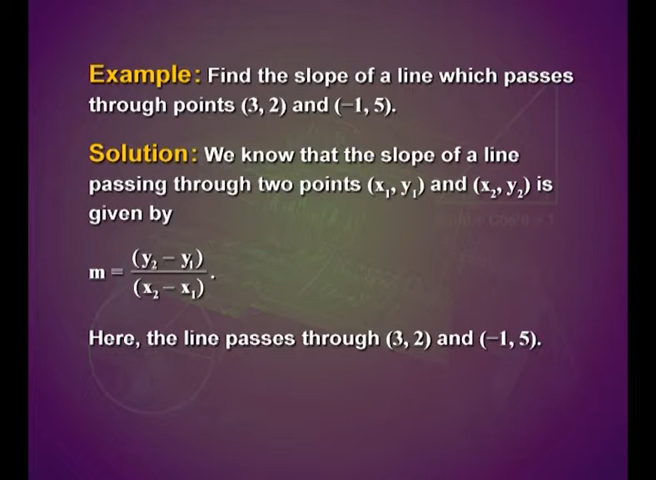 Example: Find the slope of a line which passes
through points (3, 2) and (−1, 5).
Solution: We know that the slope of a line
passing through two points (x₁, y₁) and (x₂, y₂) is
given by
m = (y₂ − y₁) / (x₂ − x₁) .
Here, the line passes through (3, 2) and (−1, 5).